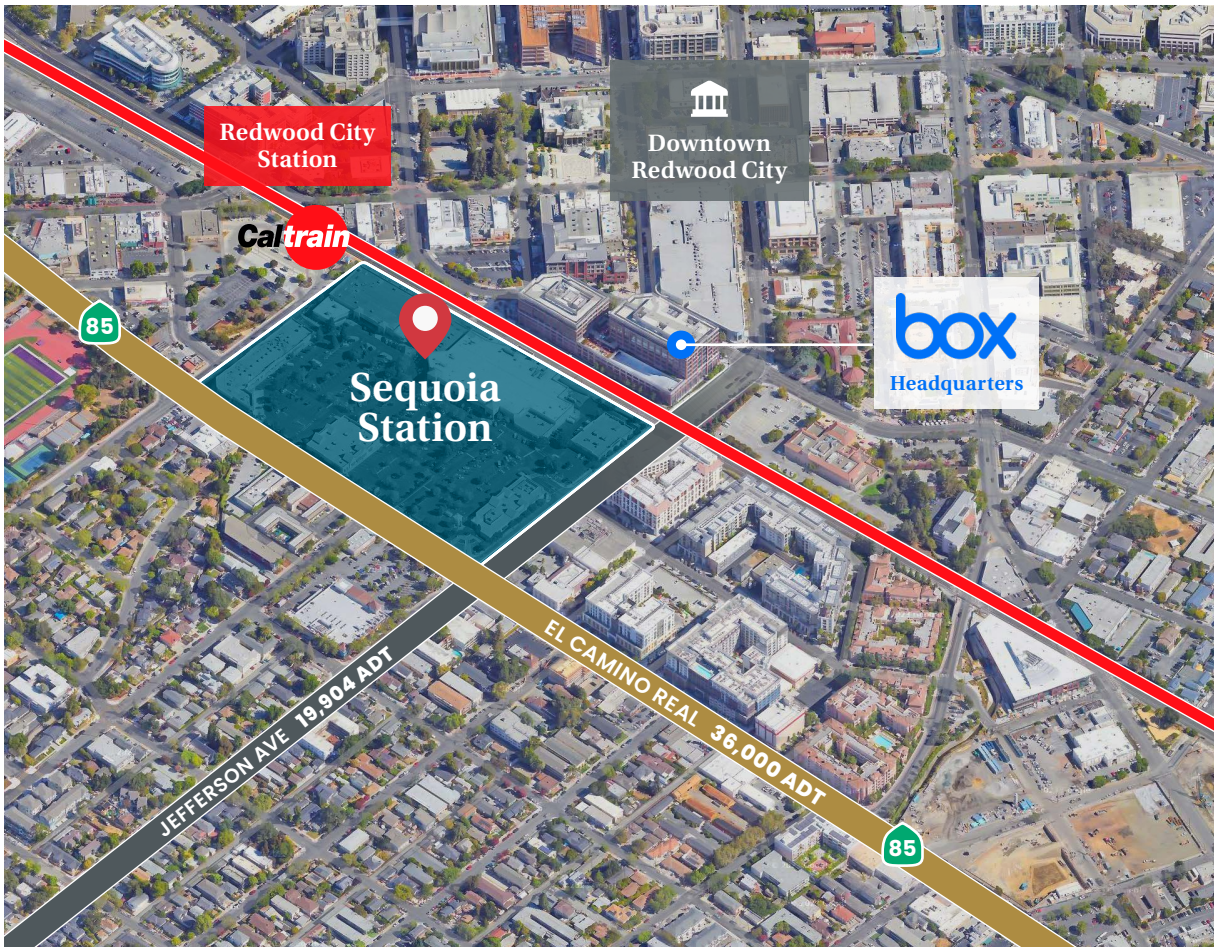 Redwood City
Station
Downtown
Redwood City
Caltrain
85
box
Headquarters
Sequoia
Station
EL CAMINO REAL 36,000 ADT
JEFFERSON AVE 19,904 ADT
85